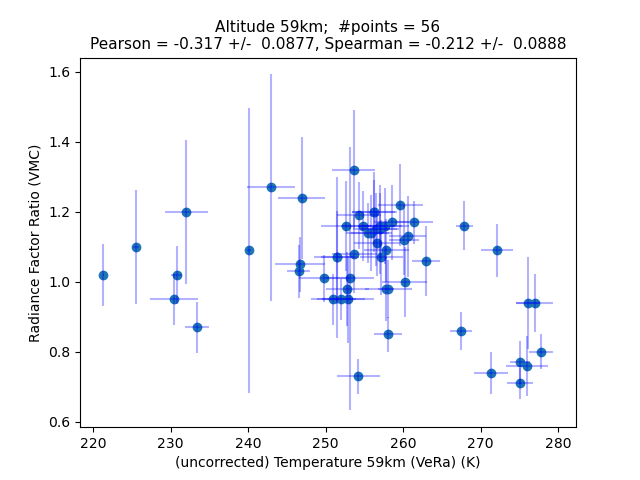 Altitude 59km;  #points = 56
Pearson = -0.317 +/-  0.0877, Spearman = -0.212 +/-  0.0888
1.6
1.4
1.2
1.0
0.8
0.6
Radiance Factor Ratio (VMC)
220 230 240 250 260 270 280
(uncorrected) Temperature 59km (VeRa) (K)